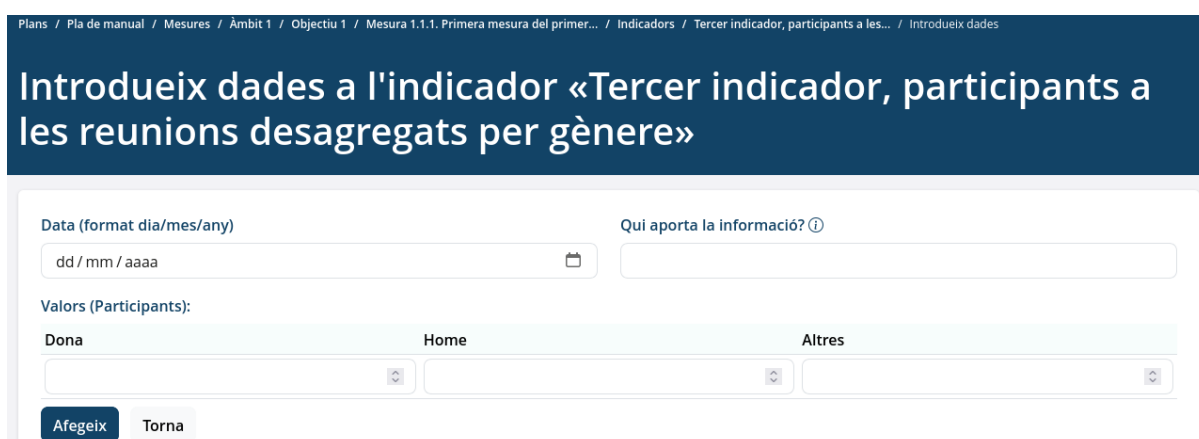 Plans / Pla de manual / Mesures / Àmbit 1 / Objectiu 1 / Mesura 1.1.1. Primera mesura del primer... / Indicadors / Tercer indicador, participants a les... / Introdueix dades
Introdueix dades a l'indicador «Tercer indicador, participants a
les reunions desagregats per gènere»
Data (format dia/mes/any) Qui aporta la informació?
dd / mm / aaaa
Valors (Participants):
Dona Home Altres
Afegeix Torna